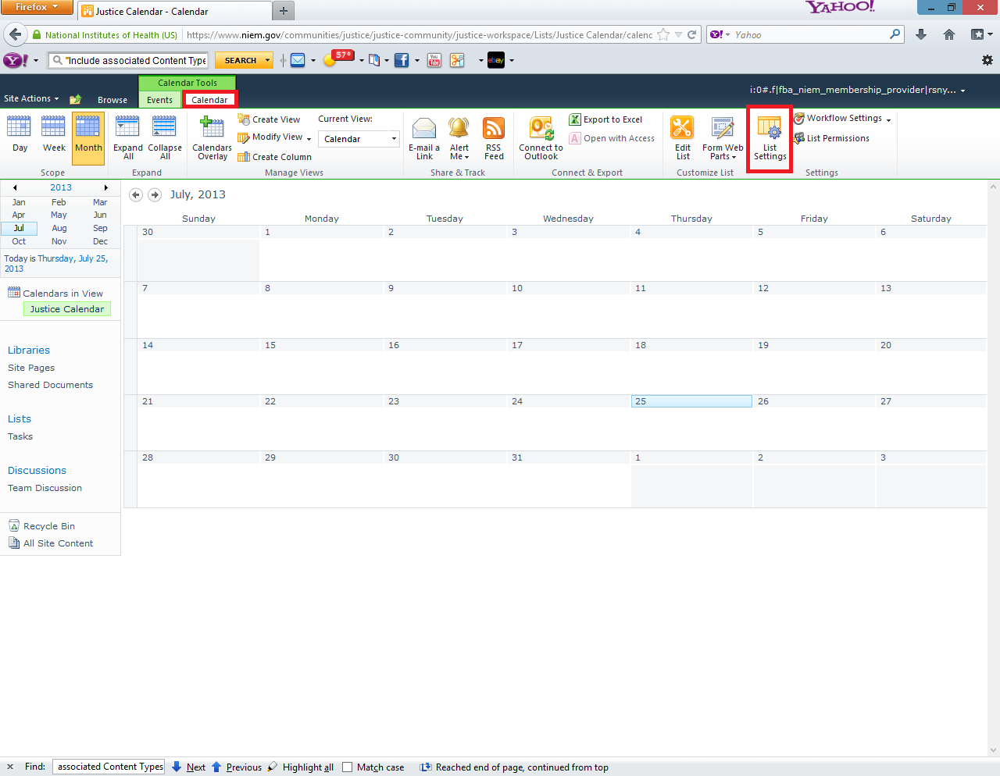 Firefox
Justice Calendar - Calendar
YAHOO!
National Institutes of Health (US)
https://www.niem.gov/communities/justice/justice-community/justice-workspace/Lists/Justice Calendar/calenc
Y! Yahoo
Y!
"Include associated Content Type
SEARCH
57°
You Tube
ebay
Calendar Tools
i:0#.f|fba_niem_membership_provider|rsny...
Site Actions
Browse
Events
Calendar
Day
Week
Month
Scope
Expand All
Collapse All
Expand
Calendars Overlay
Create View
Modify View
Create Column
Current View:
Calendar
Manage Views
E-mail a Link
Alert Me
RSS Feed
Share & Track
Connect to Outlook
Export to Excel
Open with Access
Connect & Export
Edit List
Form Web Parts
Customize List
List Settings
Workflow Settings
List Permissions
Settings
2013
Jan Feb Mar
Apr May Jun
Jul Aug Sep
Oct Nov Dec
Today is Thursday, July 25,
2013
Calendars in View
Justice Calendar
Libraries
Site Pages
Shared Documents
Lists
Tasks
Discussions
Team Discussion
Recycle Bin
All Site Content
July, 2013
Sunday Monday Tuesday Wednesday Thursday Friday Saturday
30 1 2 3 4 5 6
7 8 9 10 11 12 13
14 15 16 17 18 19 20
21 22 23 24 25 26 27
28 29 30 31 1 2 3
Find: associated Content Types Next Previous Highlight all Match case Reached end of page, continued from top